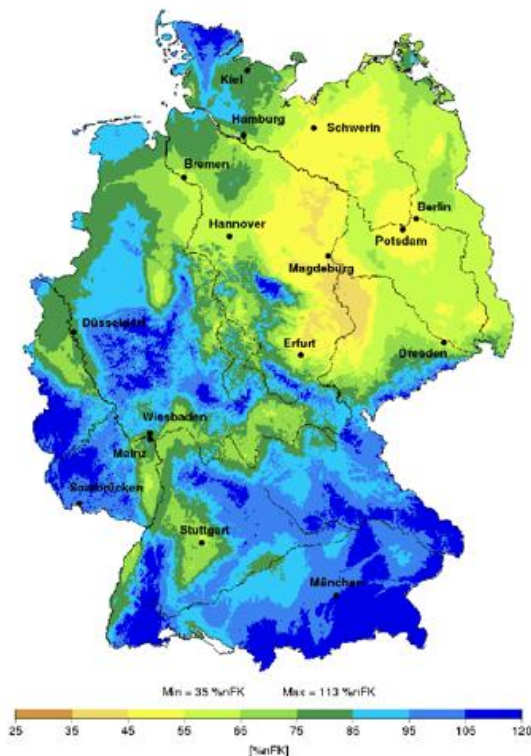 Kiel
Hamburg
Schwerin
Bremen
Berlin
Hannover
Potsdam
Magdeburg
Düsseldorf
Erfurt
Dresden
Wiesbaden
Mainz
Saarbrücken
Stuttgart
München
Min = 35 %nFK Max = 113 %nFK
25 35 45 55 65 75 85 95 105 120
[%nFK]